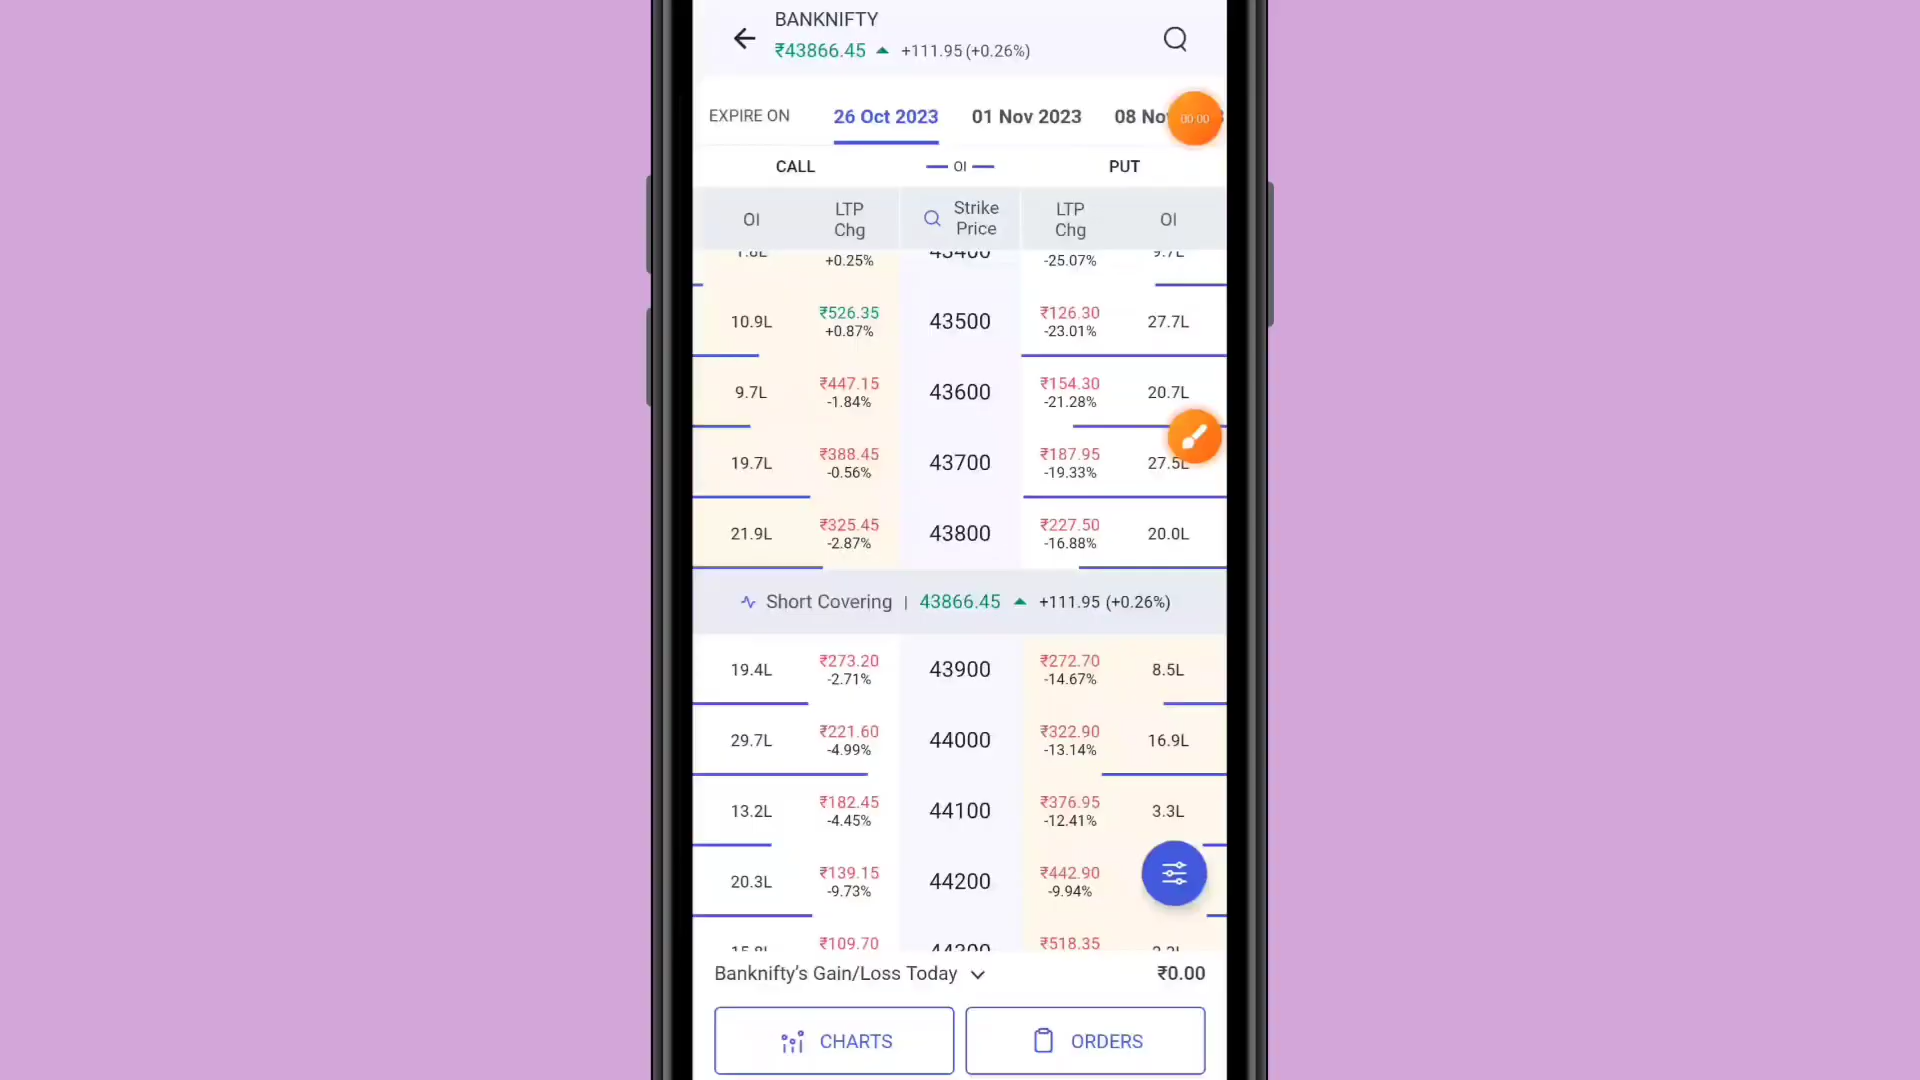 BANKNIFTY
₹43866.45 ▲ +111.95 (+0.26%)
EXPIRE ON 26 Oct 2023 01 Nov 2023 08 No
00:00
CALL OI PUT
OI LTP Chg Strike Price LTP Chg OI
+0.25% -25.07%
10.9L ₹526.35 +0.87% 43500 ₹126.30 -23.01% 27.7L
9.7L ₹447.15 -1.84% 43600 ₹154.30 -21.28% 20.7L
19.7L ₹388.45 -0.56% 43700 ₹187.95 -19.33% 27.5L
21.9L ₹325.45 -2.87% 43800 ₹227.50 -16.88% 20.0L
Short Covering | 43866.45 ▲ +111.95 (+0.26%)
19.4L ₹273.20 -2.71% 43900 ₹272.70 -14.67% 8.5L
29.7L ₹221.60 -4.99% 44000 ₹322.90 -13.14% 16.9L
13.2L ₹182.45 -4.45% 44100 ₹376.95 -12.41% 3.3L
20.3L ₹139.15 -9.73% 44200 ₹442.90 -9.94%
₹109.70 44300 ₹518.35
Banknifty's Gain/Loss Today ₹0.00
CHARTS ORDERS